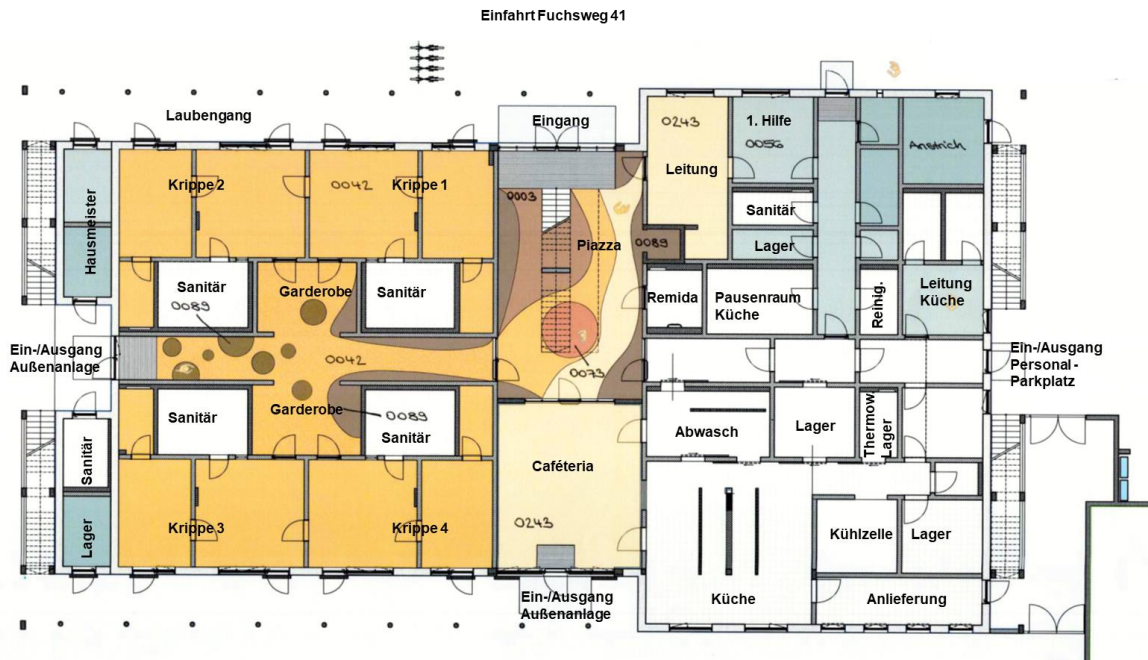 Einfahrt Fuchsweg 41
Laubengang
Eingang
0243
1. Hilfe
0056
Anstrich
Leitung
Krippe 2
0042
Krippe 1
0003
Sanitär
Piazza
0089
Lager
Hausmeister
Sanitär
0089
Garderobe
Sanitär
Remida
Pausenraum
Küche
Reinig.
Leitung
Küche
Ein-/Ausgang
Außenanlage
0042
0073
Ein-/Ausgang
Personal-
Parkplatz
Garderobe
0089
Sanitär
Sanitär
Sanitär
Abwasch
Lager
Thermow.
Lager
Caféteria
0243
Krippe 3
Krippe 4
Lager
Kühlzelle
Lager
Ein-/Ausgang
Außenanlage
Küche
Anlieferung